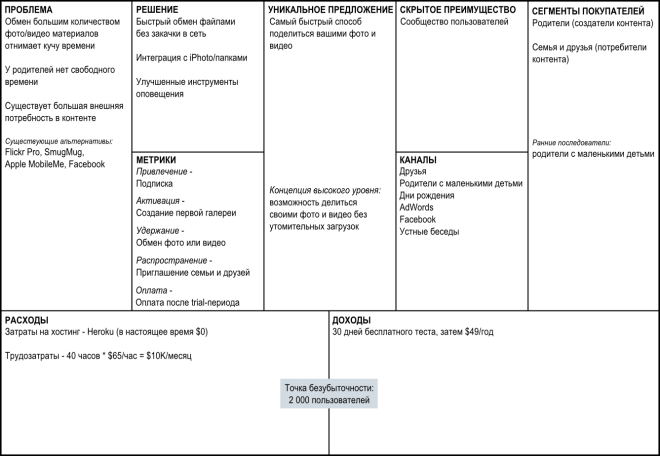 ПРОБЛЕМА
Обмен большим количеством
фото/видео материалов
отнимает кучу времени
У родителей нет свободного
времени
Существует большая внешняя
потребность в контенте
Существующие альтернативы:
Flickr Pro, SmugMug,
Apple MobileMe, Facebook
РЕШЕНИЕ
Быстрый обмен файлами
без закачки в сеть
Интеграция с iPhoto/папками
Улучшенные инструменты
оповещения
МЕТРИКИ
Привлечение -
Подписка
Активация -
Создание первой галереи
Удержание -
Обмен фото или видео
Распространение -
Приглашение семьи и друзей
Оплата -
Оплата после trial-периода
УНИКАЛЬНОЕ ПРЕДЛОЖЕНИЕ
Самый быстрый способ
поделиться вашими фото и
видео
Концепция высокого уровня:
возможность делиться
своими фото и видео без
утомительных загрузок
СКРЫТОЕ ПРЕИМУЩЕСТВО
Сообщество пользователей
КАНАЛЫ
Друзья
Родители с маленькими детьми
Дни рождения
AdWords
Facebook
Устные беседы
СЕГМЕНТЫ ПОКУПАТЕЛЕЙ
Родители (создатели контента)
Семья и друзья (потребители
контента)
Ранние последователи:
родители с маленькими детьми
РАСХОДЫ
Затраты на хостинг - Heroku (в настоящее время $0)
Трудозатраты - 40 часов * $65/час = $10K/месяц
ДОХОДЫ
30 дней бесплатного теста, затем $49/год
Точка безубыточности:
2 000 пользователей